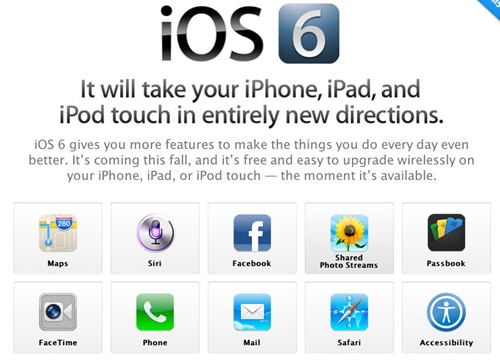 iOS 6
It will take your iPhone, iPad, and
iPod touch in entirely new directions.
iOS 6 gives you more features to make the things you do every day even
better. It's coming this fall, and it's free and easy to upgrade wirelessly on
your iPhone, iPad, or iPod touch — the moment it's available.
280
Maps
Siri
f
Facebook
Shared
Photo Streams
Passbook
FaceTime
Phone
Mail
Safari
Accessibility